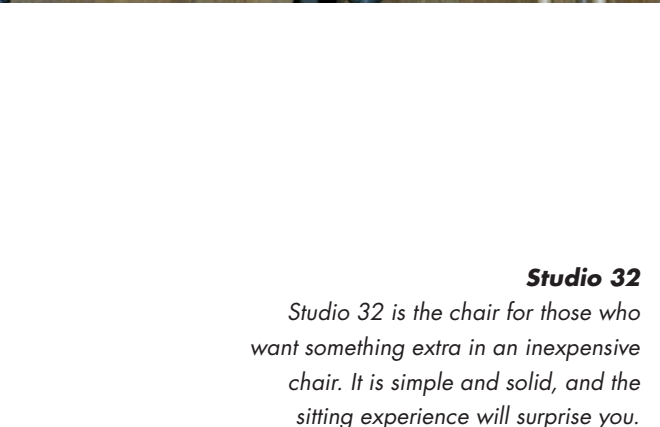 Studio 32
Studio 32 is the chair for those who
want something extra in an inexpensive
chair. It is simple and solid, and the
sitting experience will surprise you.